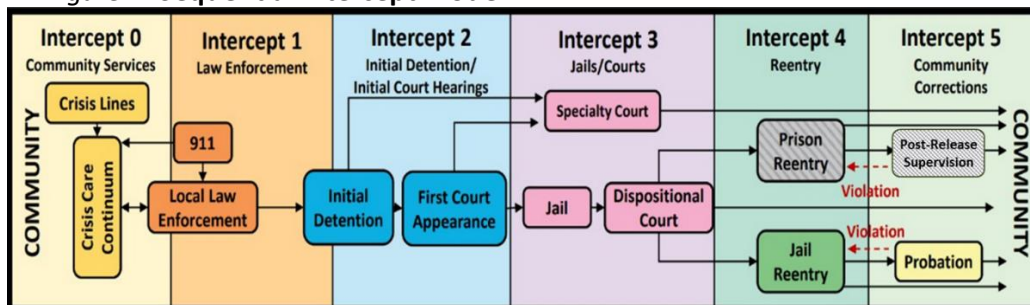 Intercept 0
Community Services
Intercept 1
Law Enforcement
Intercept 2
Initial Detention/
Initial Court Hearings
Intercept 3
Jails/Courts
Intercept 4
Reentry
Intercept 5
Community
Corrections
COMMUNITY
Crisis Lines
Crisis Care
Continuum
911
Local Law
Enforcement
Initial
Detention
First Court
Appearance
Specialty Court
Jail
Dispositional
Court
Prison
Reentry
Post-Release
Supervision
Violation
Violation
Jail
Reentry
Probation
COMMUNITY